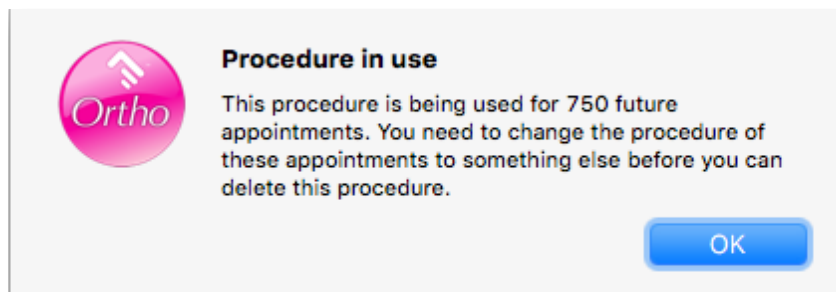 Ortho
Procedure in use
This procedure is being used for 750 future
appointments. You need to change the procedure of
these appointments to something else before you can
delete this procedure.
OK